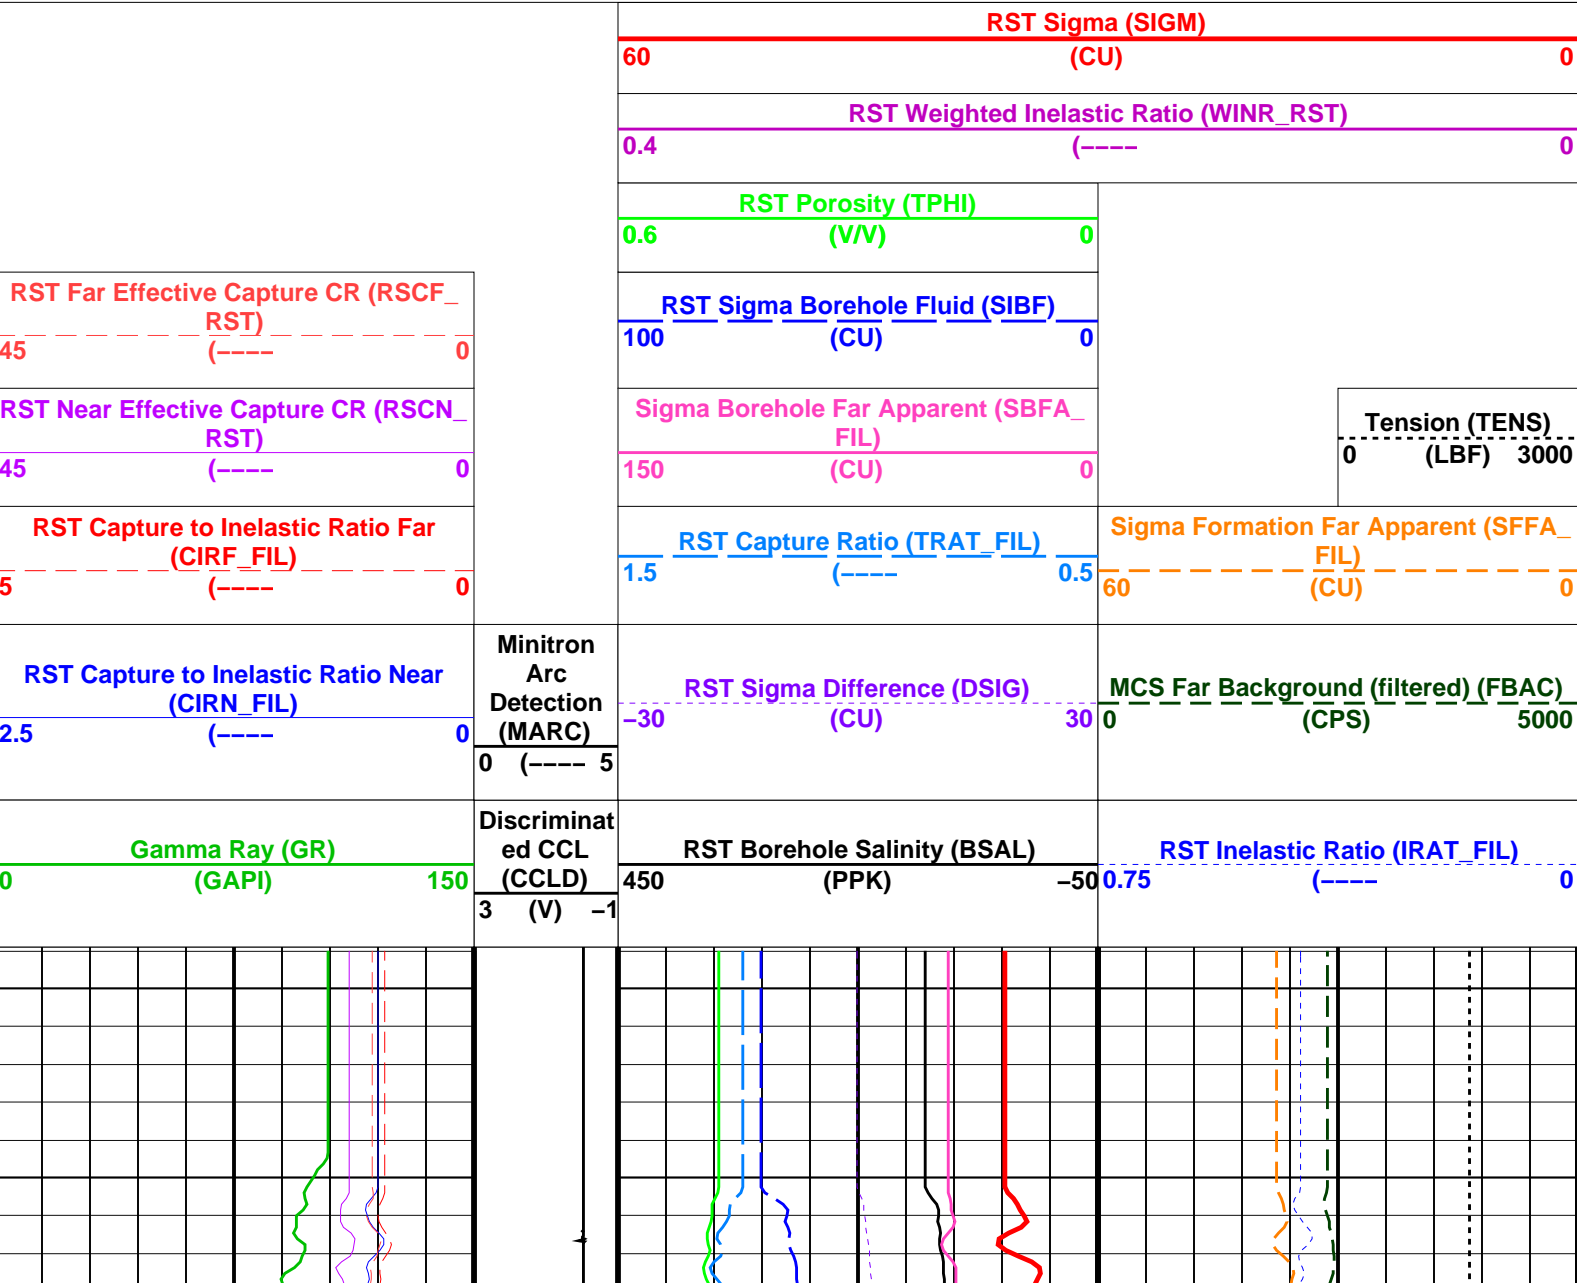 RST Sigma (SIGM)
60 (CU) 0
RST Weighted Inelastic Ratio (WINR_RST)
0.4 (---- 0
RST Porosity (TPHI)
0.6 (V/V) 0
RST Far Effective Capture CR (RSCF_
RST)
45 (---- 0
RST Sigma Borehole Fluid (SIBF)
100 (CU) 0
RST Near Effective Capture CR (RSCN_
RST)
45 (---- 0
Sigma Borehole Far Apparent (SBFA_
FIL)
150 (CU) 0
Tension (TENS)
0 (LBF) 3000
RST Capture to Inelastic Ratio Far
(CIRF_FIL)
5 (---- 0
RST Capture Ratio (TRAT_FIL)
1.5 (---- 0.5
Sigma Formation Far Apparent (SFFA_
FIL)
60 (CU) 0
RST Capture to Inelastic Ratio Near
(CIRN_FIL)
2.5 (---- 0
Minitron
Arc
Detection
(MARC)
0 (---- 5
RST Sigma Difference (DSIG)
-30 (CU) 30
MCS Far Background (filtered) (FBAC)
0 (CPS) 5000
Gamma Ray (GR)
0 (GAPI) 150
Discriminat
ed CCL
(CCLD)
3 (V) -1
RST Borehole Salinity (BSAL)
450 (PPK) -50
RST Inelastic Ratio (IRAT_FIL)
0.75 (---- 0